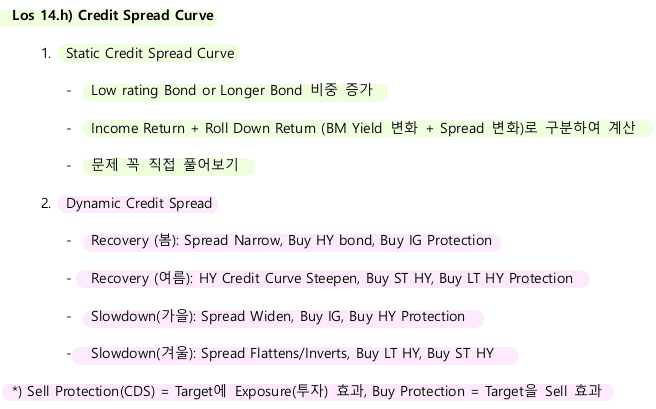 Los 14.h) Credit Spread Curve
1. Static Credit Spread Curve
- Low rating Bond or Longer Bond 비중 증가
- Income Return + Roll Down Return (BM Yield 변화 + Spread 변화)로 구분하여 계산
- 문제 꼭 직접 풀어보기
2. Dynamic Credit Spread
- Recovery (봄): Spread Narrow, Buy HY bond, Buy IG Protection
- Recovery (여름): HY Credit Curve Steepen, Buy ST HY, Buy LT HY Protection
- Slowdown(가을): Spread Widen, Buy IG, Buy HY Protection
- Slowdown(겨울): Spread Flattens/Inverts, Buy LT HY, Buy ST HY
*) Sell Protection(CDS) = Target에 Exposure(투자) 효과, Buy Protection = Target을 Sell 효과